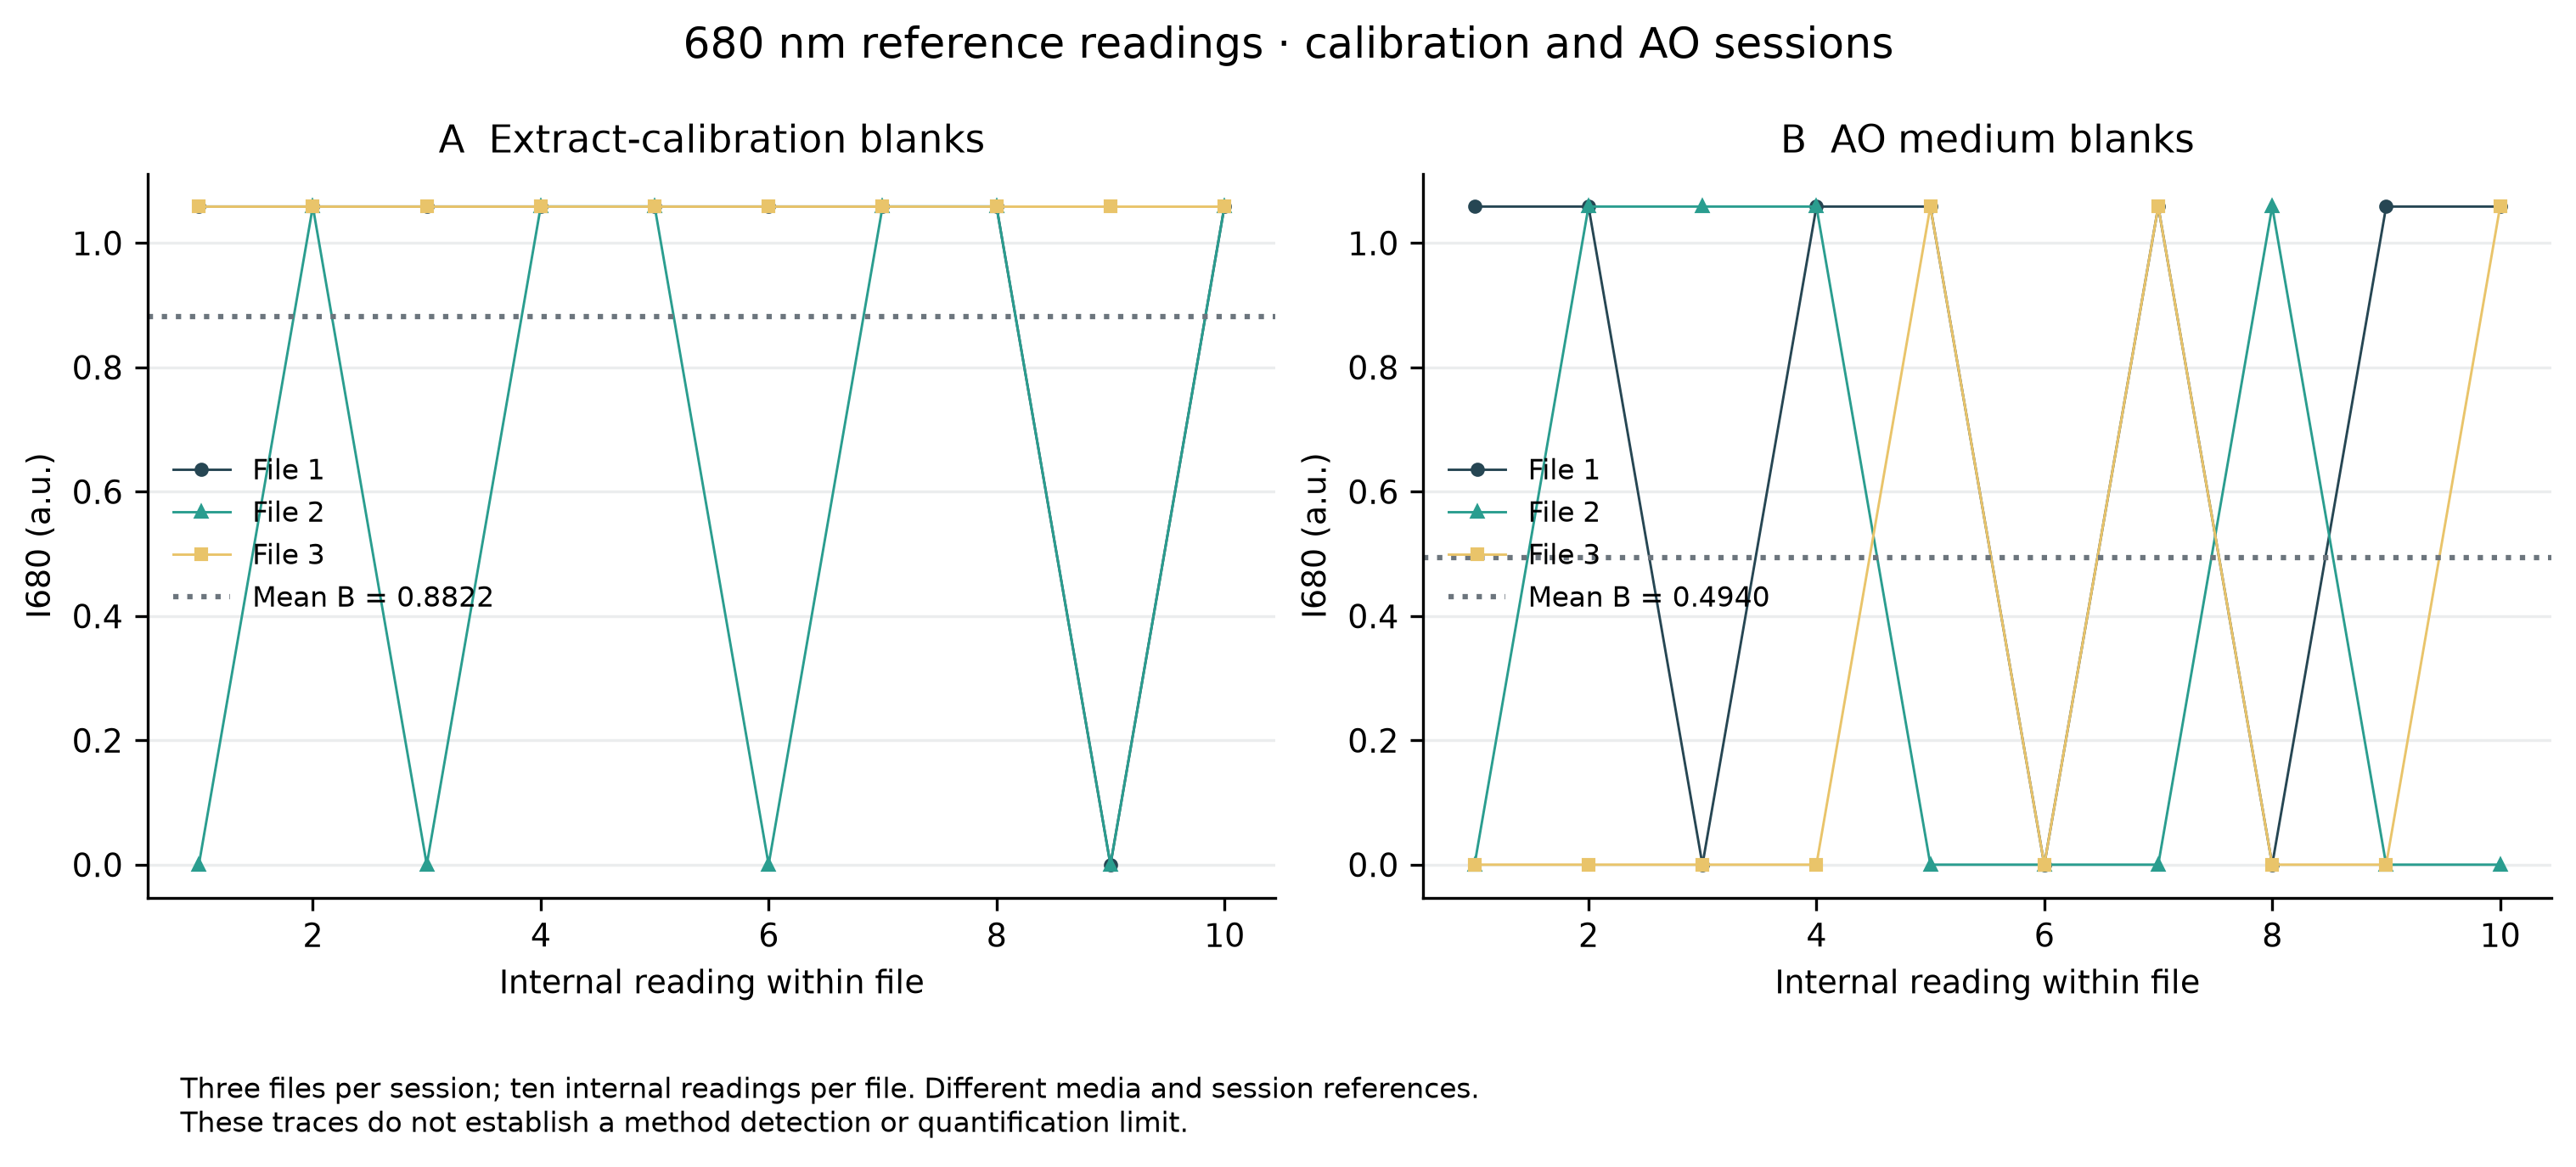 680 nm reference readings · calibration and AO sessions
A  Extract-calibration blanks
I680 (a.u.)
1.0
0.8
0.6
0.4
0.2
0.0
File 1
File 2
File 3
Mean B = 0.8822
2 4 6 8 10
Internal reading within file
B  AO medium blanks
I680 (a.u.)
1.0
0.8
0.6
0.4
0.2
0.0
File 1
File 2
File 3
Mean B = 0.4940
2 4 6 8 10
Internal reading within file
Three files per session; ten internal readings per file. Different media and session references.
These traces do not establish a method detection or quantification limit.